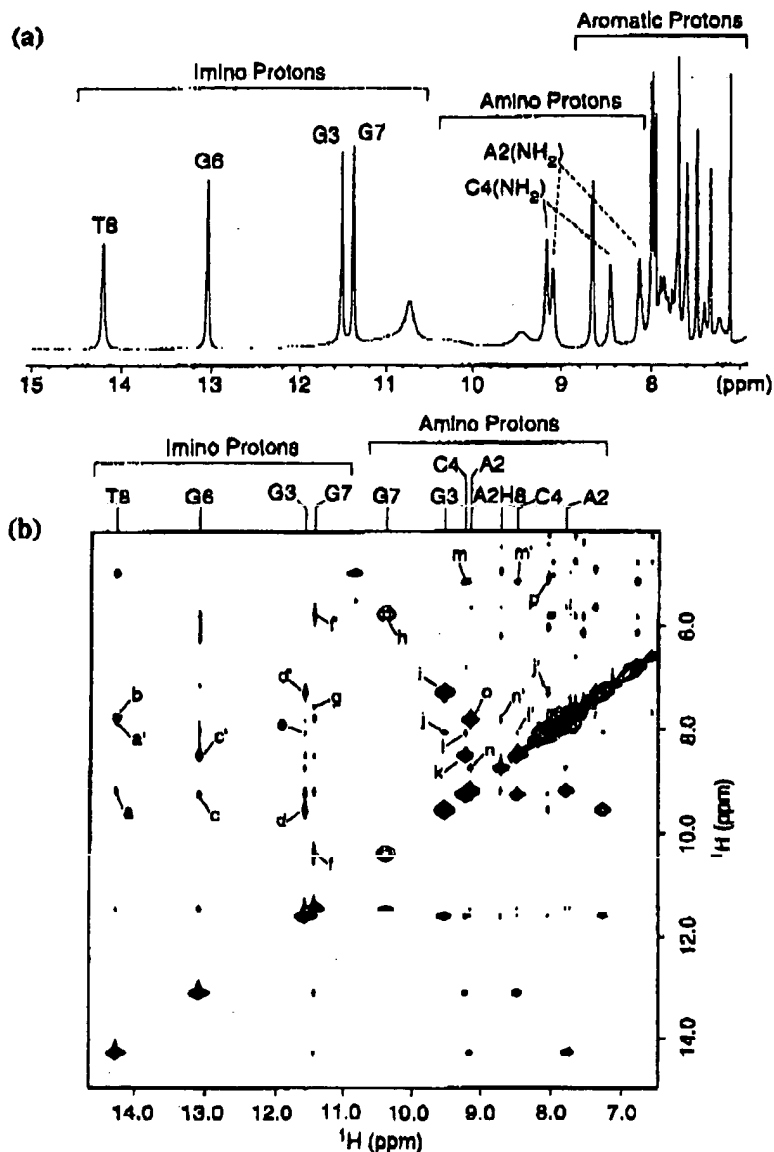 (a)
Aromatic Protons
Imino Protons
Amino Protons
G3 G7
G6
A2(NH2)
C4(NH2)
T8
15 14 13 12 11 10 9 8 (ppm)
Amino Protons
Imino Protons
C4 A2
T8 G6 G3 G7 G7 G3 A2H8 C4 A2
(b)
m m' p
f' h
6.0
d' i j'
b g o n'
a' c' e j l l'
8.0
k n
a c d
f
10.0
12.0
14.0
1H (ppm)
14.0 13.0 12.0 11.0 10.0 9.0 8.0 7.0
1H (ppm)